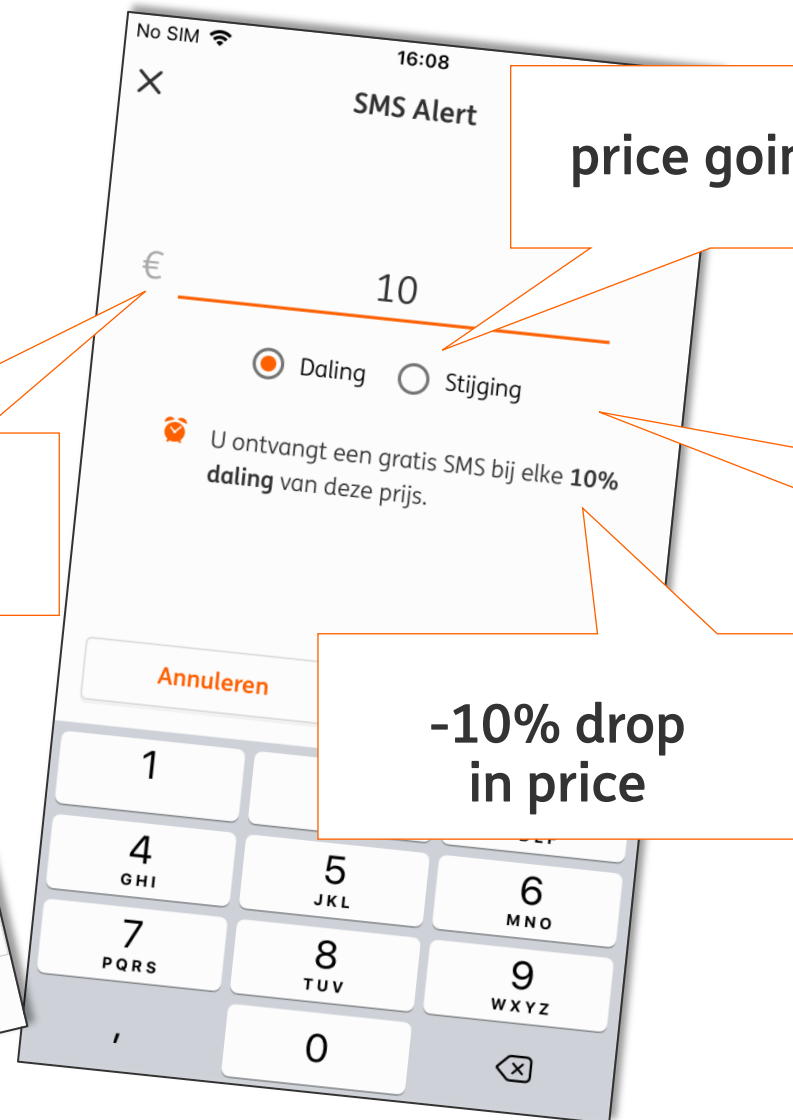 No SIM
16:08
SMS Alert
price goin
€
10
Daling
Stijging
U ontvangt een gratis SMS bij elke 10%
daling van deze prijs.
Annuleren
-10% drop
in price
1
4
GHI
5
JKL
6
MNO
7
PQRS
8
TUV
9
WXYZ
,
0